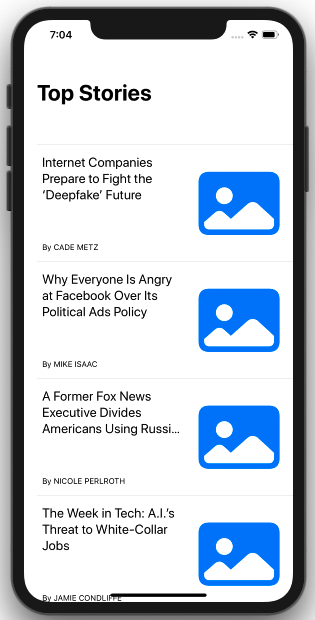 7:04
Top Stories
Internet Companies
Prepare to Fight the
‘Deepfake’ Future
By CADE METZ
Why Everyone Is Angry
at Facebook Over Its
Political Ads Policy
By MIKE ISAAC
A Former Fox News
Executive Divides
Americans Using Russi...
By NICOLE PERLROTH
The Week in Tech: A.I.’s
Threat to White-Collar
Jobs
By JAMIE CONDLIFFE